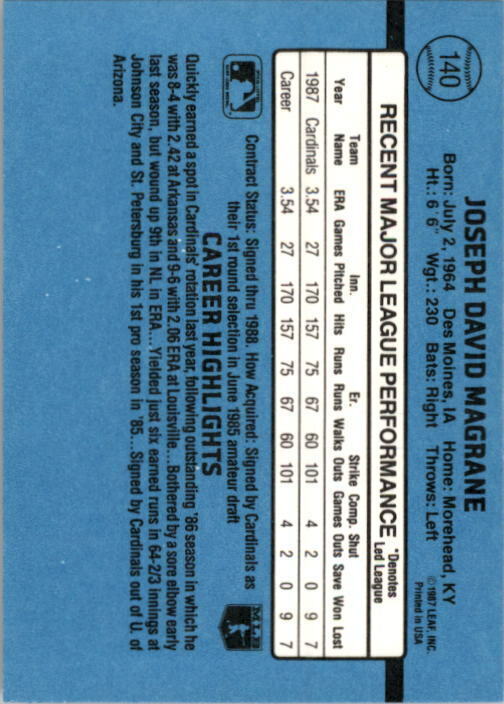 140
JOSEPH DAVID MAGRANE
Born: July 2, 1964 Des Moines, IA Home: Morehead, KY
Ht.: 6'6" Wgt.: 230 Bats: Right Throws: Left
©1987 LEAF, INC.
Printed in USA
RECENT MAJOR LEAGUE PERFORMANCE *Denotes
Led League
Team Inn. Er. Strike Comp. Shut
Year Name ERA Games Pitched Hits Runs Runs Walks Outs Games Outs Save Won Lost
1987 Cardinals 3.54 27 170 157 75 67 60 101 4 2 0 9 7
Career 3.54 27 170 157 75 67 60 101 4 2 0 9 7
Contract Status: Signed thru 1988. How Acquired: Signed by Cardinals as
their 1st round selection in June 1985 amateur draft
CAREER HIGHLIGHTS
MLB
Quickly earned a spot in Cardinals' rotation last year, following outstanding '86 season in which he
was 8-4 with 2.42 at Arkansas and 9-6 with 2.06 ERA at Louisville... Bothered by a sore elbow early
last season, but wound up 9th in NL in ERA... Yielded just six earned runs in 64-2/3 innings at
Johnson City and St. Petersburg in his 1st pro season in '85... Signed by Cardinals out of U. of
Arizona.